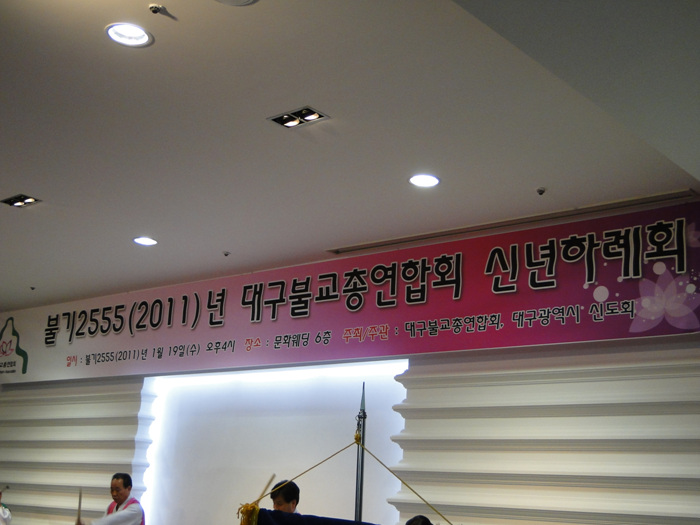 불기2555(2011)년 대구불교총연합회 신년하례회
일시 : 불기2555(2011)년 1월 19일(수) 오후4시 장소 : 문화웨딩 6층 주최/주관 : 대구불교총연합회, 대구광역시 신도회